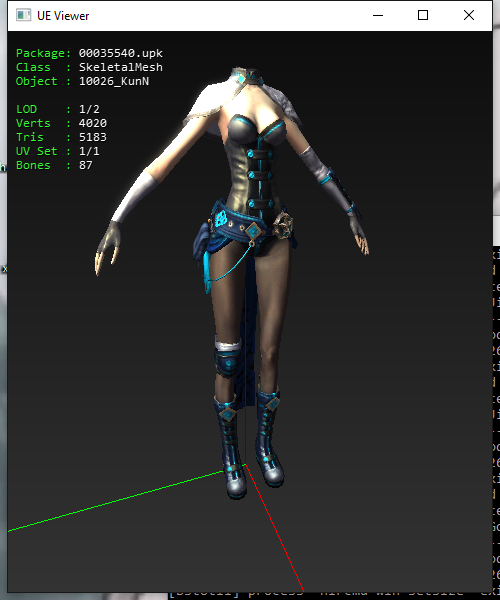 UE Viewer
Package: 00035540.upk
Class : SkeletalMesh
Object : 10026_KunN
LOD : 1/2
Verts : 4020
Tris : 5183
UV Set : 1/1
Bones : 87